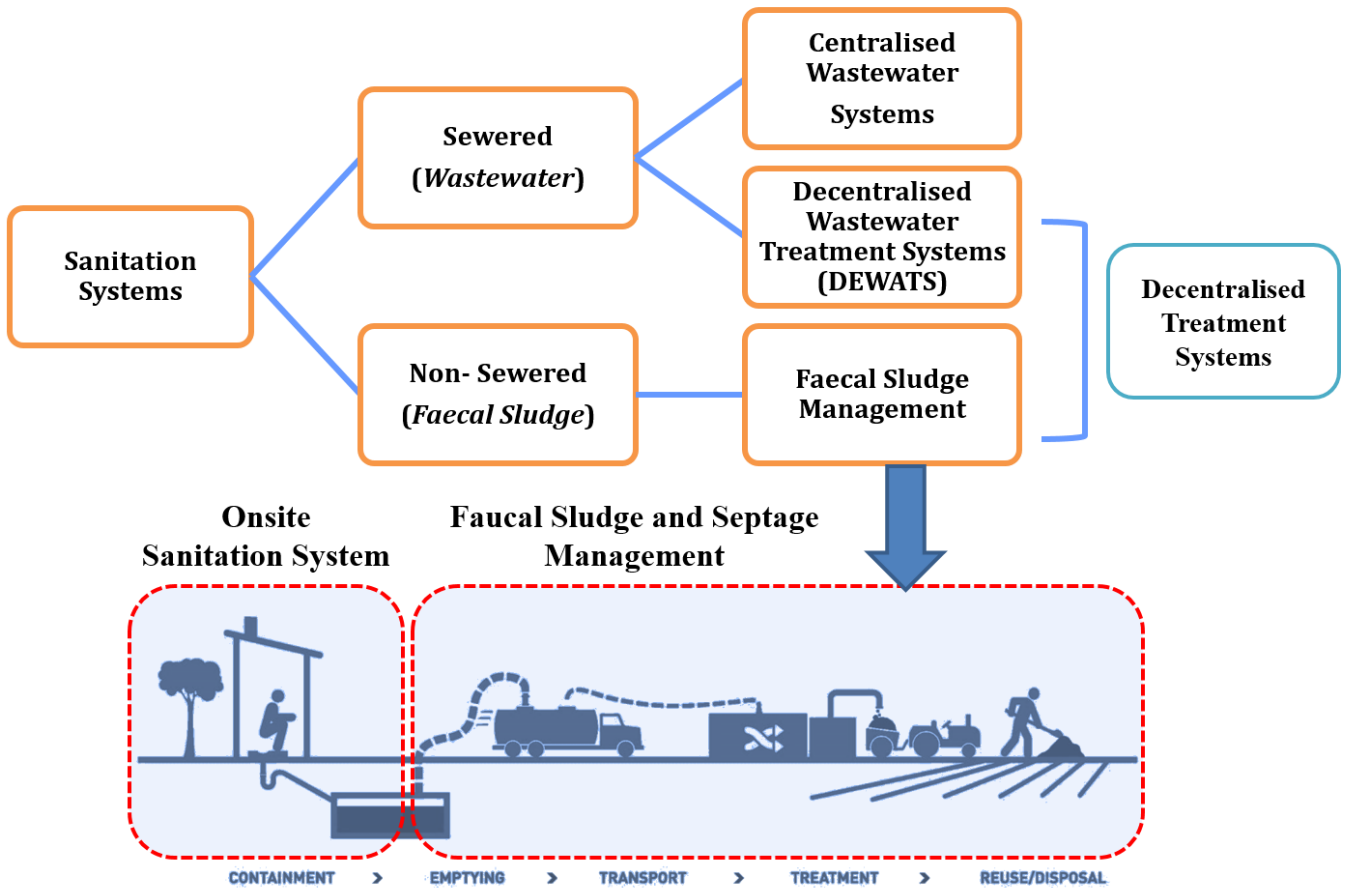 Centralised
Wastewater
Systems
Sewered
(Wastewater)
Decentralised
Wastewater
Treatment Systems
(DEWATS)
Sanitation
Systems
Decentralised
Treatment
Systems
Non- Sewered
(Faecal Sludge)
Faecal Sludge
Management
Onsite
Sanitation System
Faucal Sludge and Septage
Management
CONTAINMENT > EMPTYING > TRANSPORT > TREATMENT > REUSE/DISPOSAL